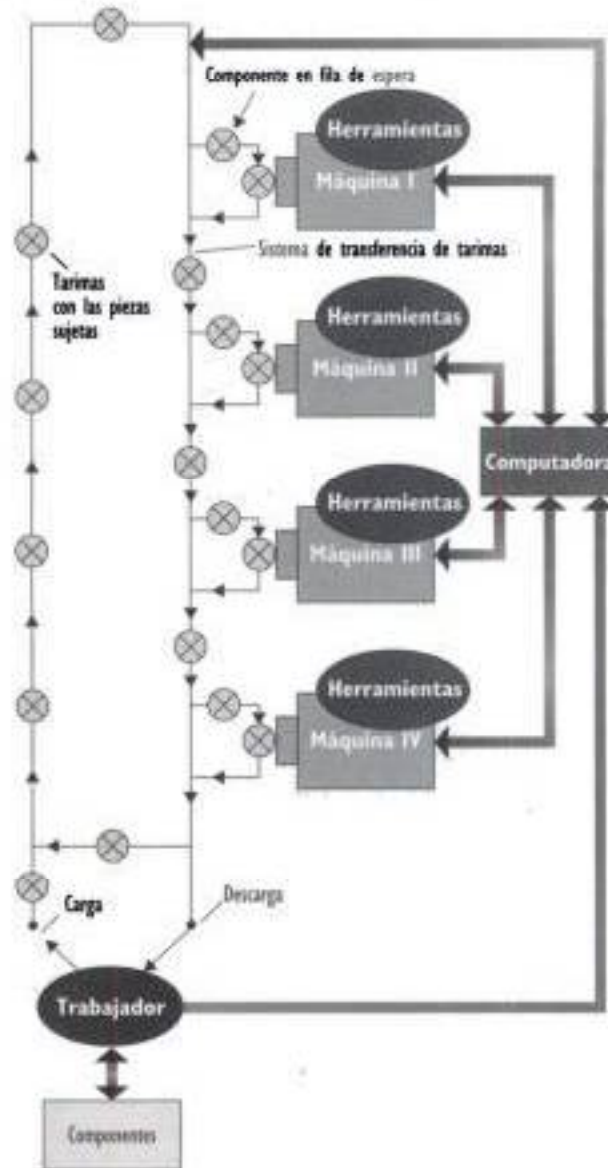 Componente en fila de espera
Herramientas
Máquina I
Sistema de transferencia de tarimas
Tarimas
con las piezas
sujetas
Herramientas
Máquina II
Computadora
Herramientas
Máquina III
Herramientas
Máquina IV
Carga
Descarga
Trabajador
Componentes